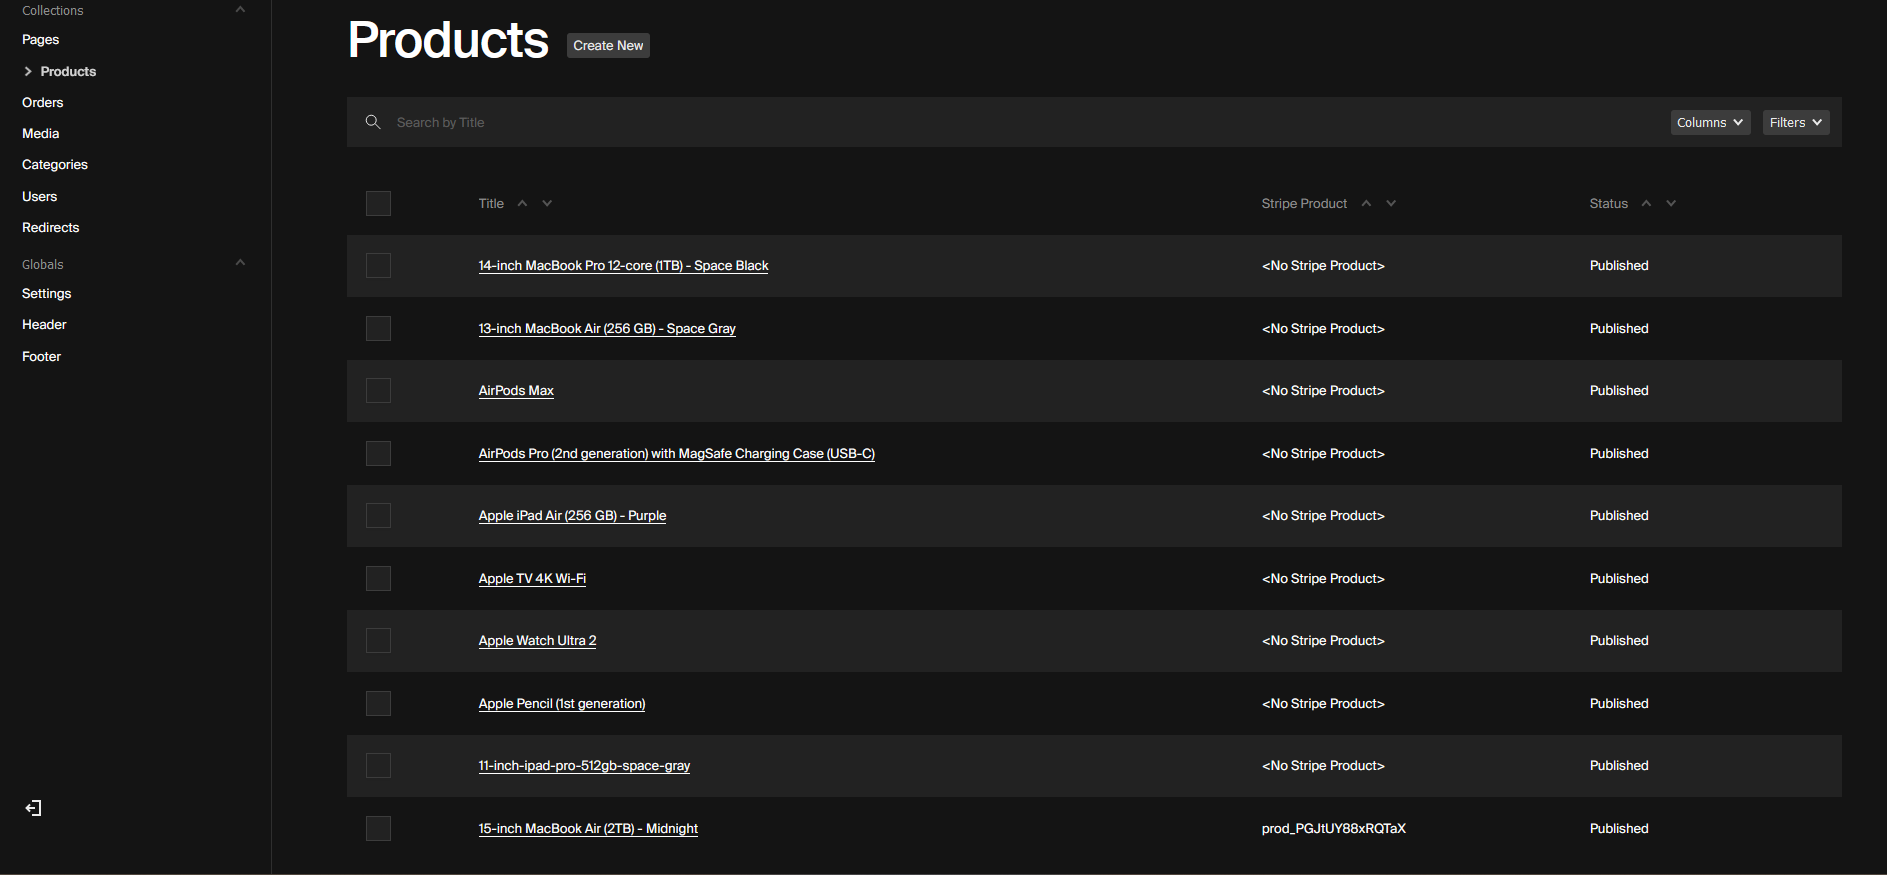 Collections
Pages
Products
Orders
Media
Categories
Users
Redirects
Globals
Settings
Header
Footer
Products Create New
Search by Title Columns Filters
Title Stripe Product Status
14-inch MacBook Pro 12-core (1TB) - Space Black <No Stripe Product> Published
13-inch MacBook Air (256 GB) - Space Gray <No Stripe Product> Published
AirPods Max <No Stripe Product> Published
AirPods Pro (2nd generation) with MagSafe Charging Case (USB-C) <No Stripe Product> Published
Apple iPad Air (256 GB) - Purple <No Stripe Product> Published
Apple TV 4K Wi-Fi <No Stripe Product> Published
Apple Watch Ultra 2 <No Stripe Product> Published
Apple Pencil (1st generation) <No Stripe Product> Published
11-inch-ipad-pro-512gb-space-gray <No Stripe Product> Published
15-inch MacBook Air (2TB) - Midnight prod_PGJtUY88xRQTaX Published